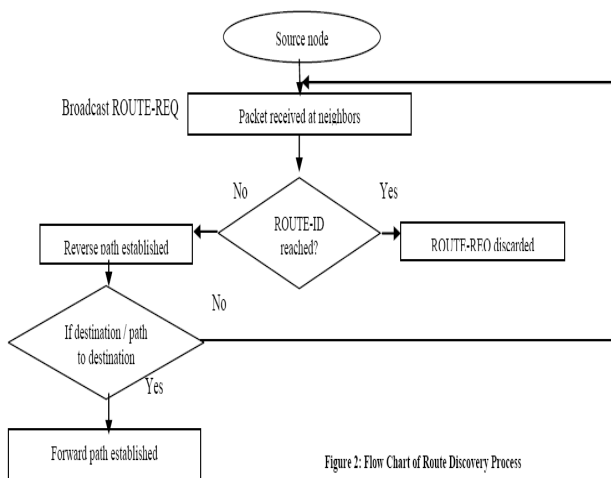 Source node
Broadcast ROUTE-REQ
Packet received at neighbors
No
Yes
ROUTE-ID
reached?
Reverse path established
ROUTE-REQ discarded
No
If destination / path
to destination
Yes
Forward path established
Figure 2: Flow Chart of Route Discovery Process